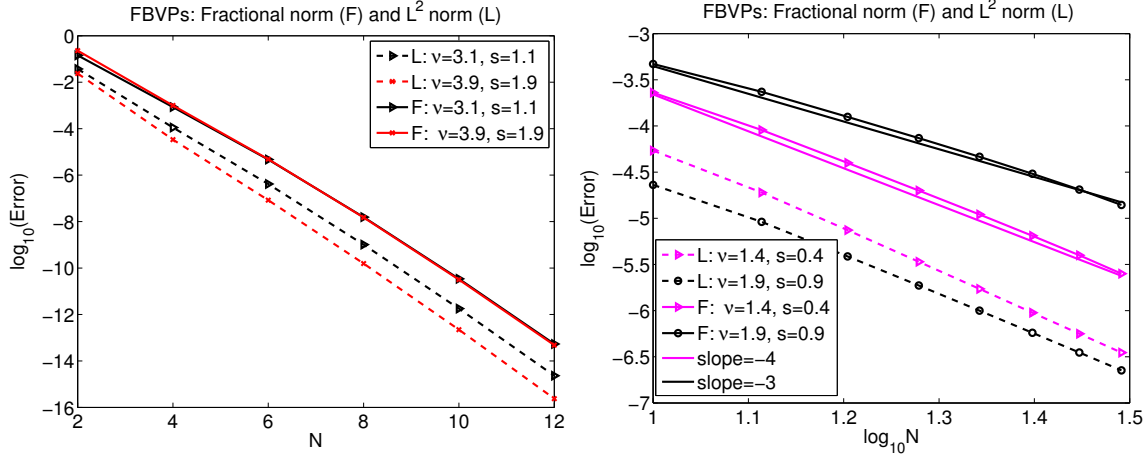 FBVPs: Fractional norm (F) and L² norm (L)
0
−2
−4
−6
−8
−10
−12
−14
−16
log₁₀(Error)
2
4
6
8
10
12
N
L: ν=3.1, s=1.1
L: ν=3.9, s=1.9
F: ν=3.1, s=1.1
F: ν=3.9, s=1.9
FBVPs: Fractional norm (F) and L² norm (L)
−3
−3.5
−4
−4.5
−5
−5.5
−6
−6.5
−7
log₁₀(Error)
1
1.1
1.2
1.3
1.4
1.5
log₁₀N
L: ν=1.4, s=0.4
L: ν=1.9, s=0.9
F: ν=1.4, s=0.4
F: ν=1.9, s=0.9
slope=−4
slope=−3